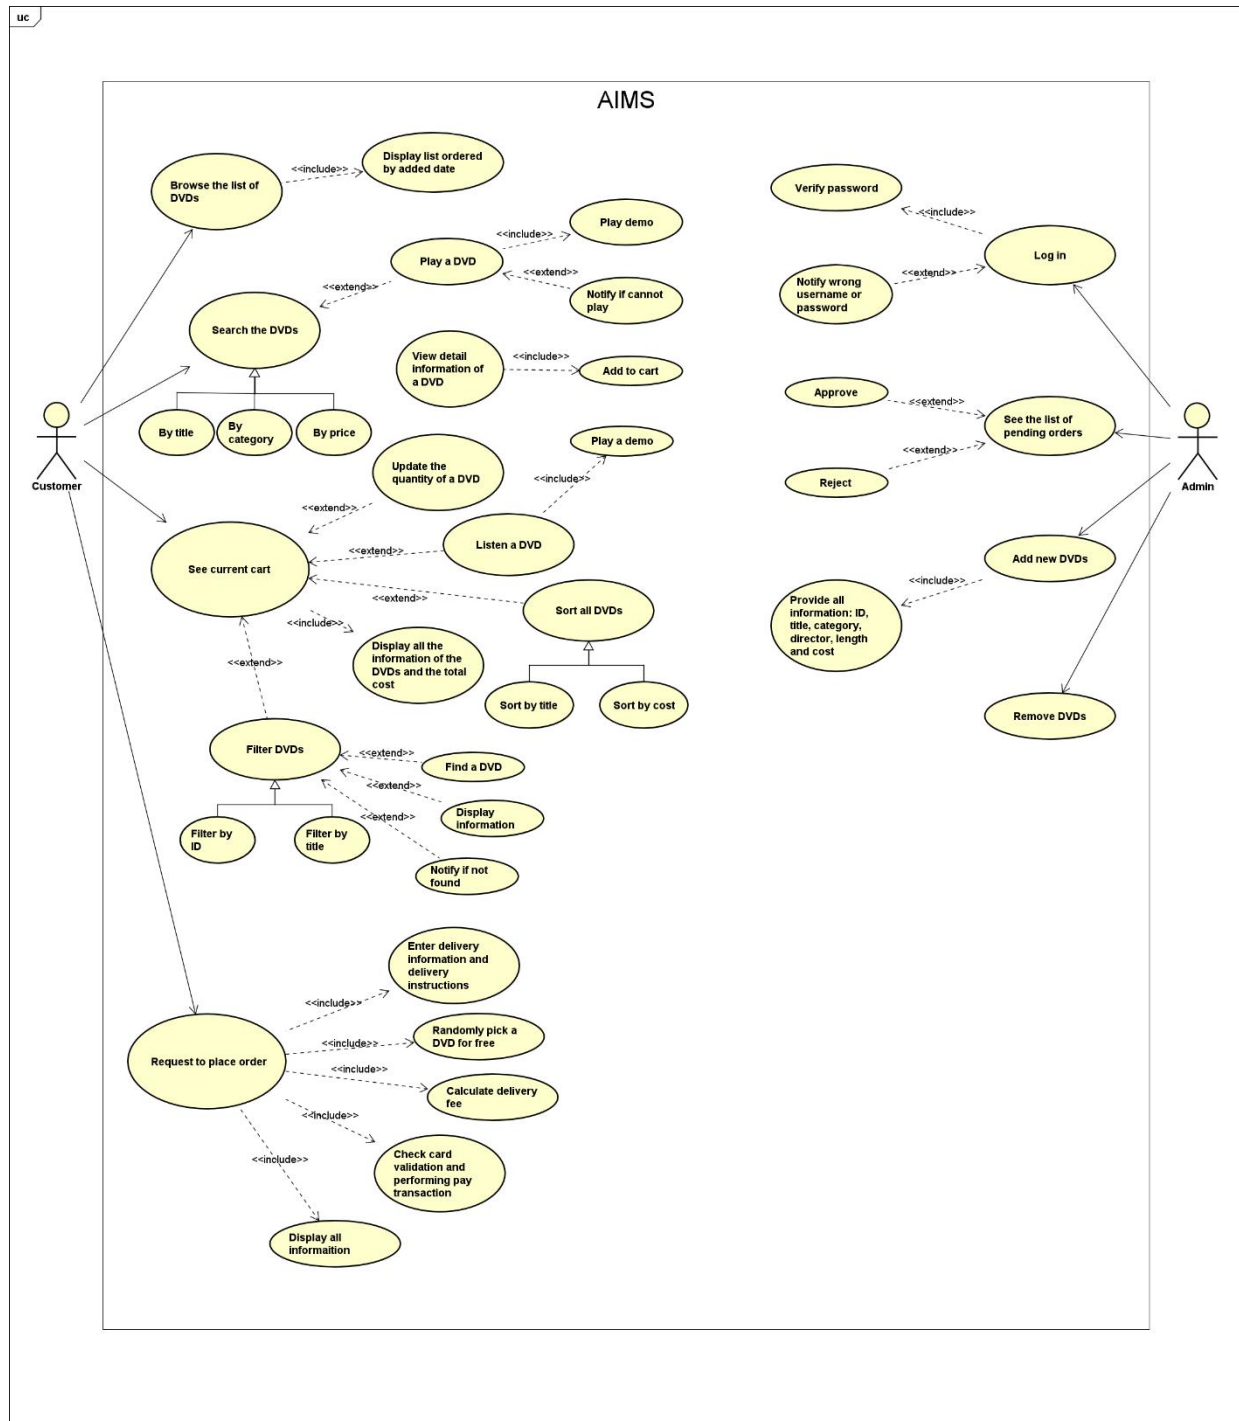 uc
AIMS
Browse the list of
DVDs
<<include>>
Display list ordered
by added date
Play demo
<<include>>
Play a DVD
<<extend>>
Notify if cannot
play
<<extend>>
Search the DVDs
By title
By
category
By price
View detail
information of
a DVD
<<include>>
Add to cart
Customer
Update the
quantity of a DVD
<<extend>>
Play a demo
<<include>>
Listen a DVD
<<extend>>
See current cart
<<extend>>
Sort all DVDs
Sort by title
Sort by cost
<<include>>
Display all the
information of the
DVDs and the total
cost
<<extend>>
Filter DVDs
Filter by
ID
Filter by
title
<<extend>>
Find a DVD
<<extend>>
Display
information
<<extend>>
Notify if not
found
Request to place order
<<include>>
Enter delivery
information and
delivery
instructions
<<include>>
Randomly pick a
DVD for free
<<include>>
Calculate delivery
fee
<<include>>
Check card
validation and
performing pay
transaction
<<include>>
Display all
informaition
Verify password
<<include>>
Log in
Notify wrong
username or
password
<<extend>>
Approve
<<extend>>
See the list of
pending orders
Reject
<<extend>>
Admin
Add new DVDs
<<include>>
Provide all
information: ID,
title, category,
director, length
and cost
Remove DVDs